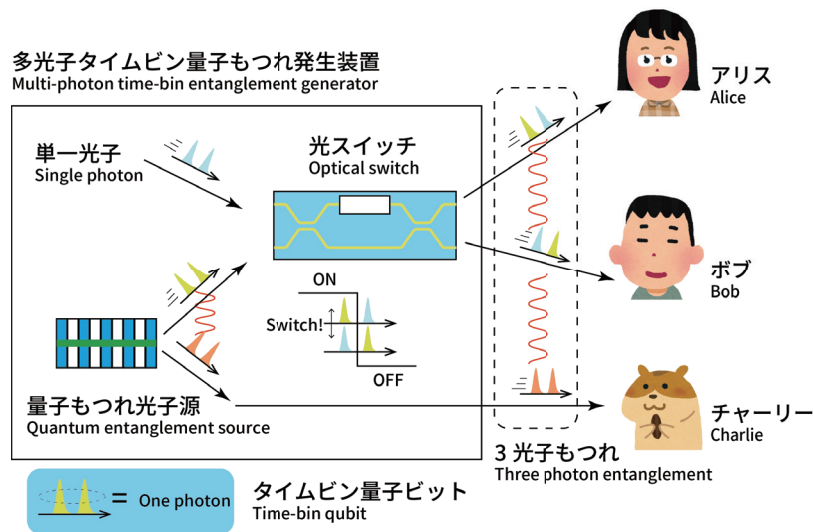 多光子タイムビン量子もつれ発生装置
Multi-photon time-bin entanglement generator
単一光子
Single photon
光スイッチ
Optical switch
ON
Switch!
OFF
量子もつれ光子源
Quantum entanglement source
アリス
Alice
ボブ
Bob
チャーリー
Charlie
3 光子もつれ
Three photon entanglement
= One photon
タイムビン量子ビット
Time-bin qubit